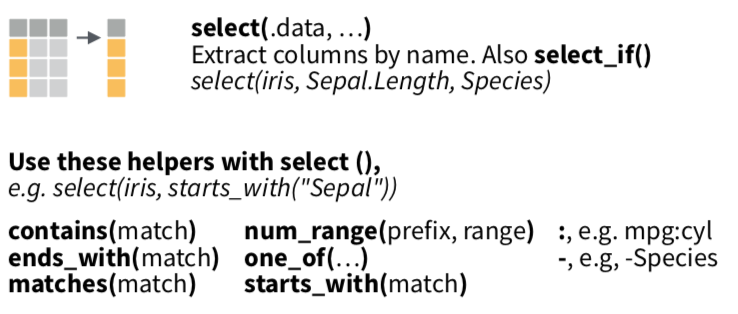 select(.data, …)
Extract columns by name. Also select_if()
select(iris, Sepal.Length, Species)
Use these helpers with select (),
e.g. select(iris, starts_with("Sepal"))
contains(match) num_range(prefix, range) :, e.g. mpg:cyl
ends_with(match) one_of(…) -, e.g, -Species
matches(match) starts_with(match)